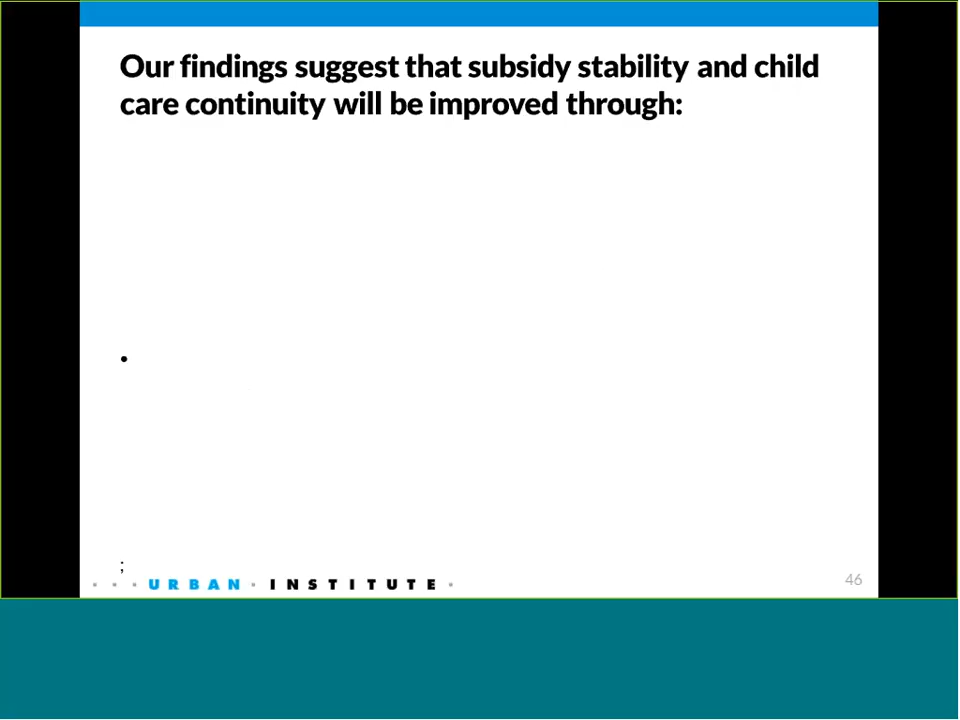 Our findings suggest that subsidy stability and child
care continuity will be improved through:
•
;
URBAN INSTITUTE
46